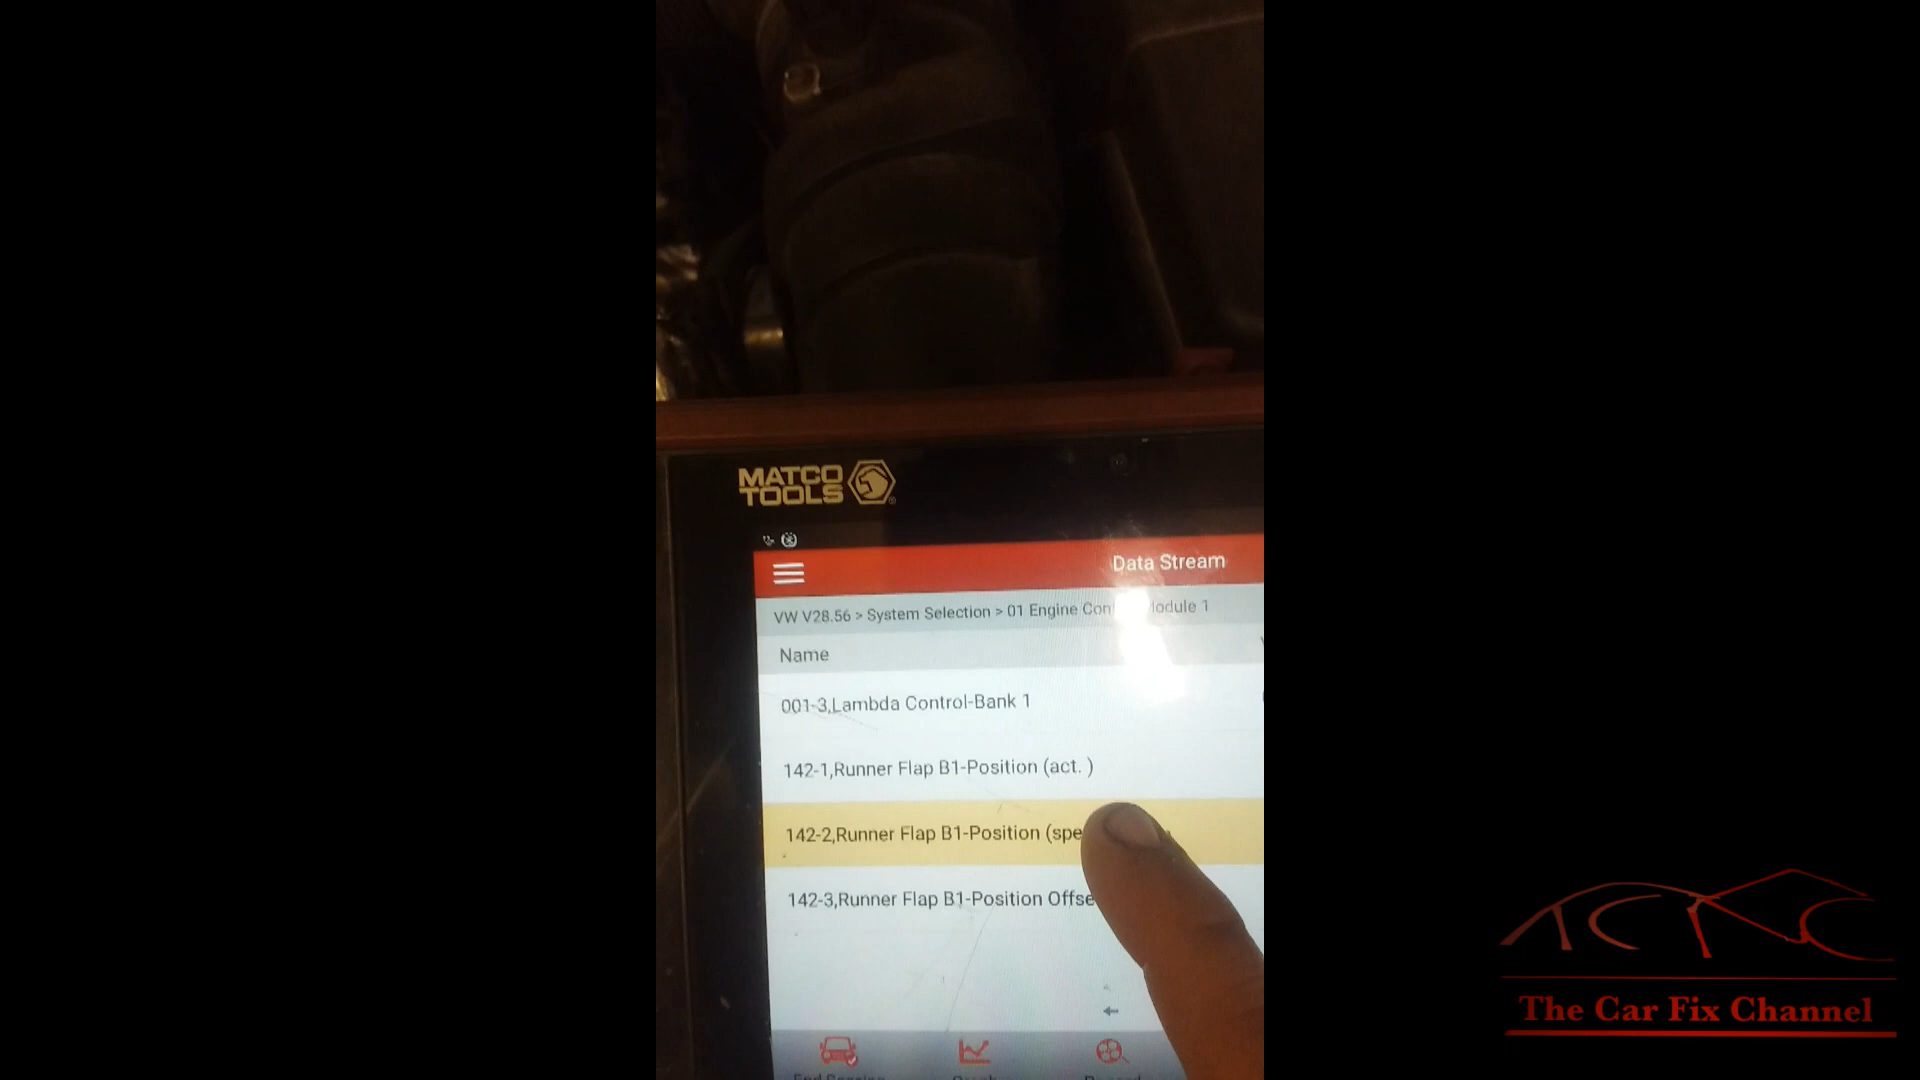 MATCO
TOOLS
Data Stream
VW V28.56 > System Selection > 01 Engine Con odule 1
Name
001-3,Lambda Control-Bank 1
142-1,Runner Flap B1-Position (act. )
142-2,Runner Flap B1-Position (spe
142-3,Runner Flap B1-Position Offse
TCFC
The Car Fix Channel